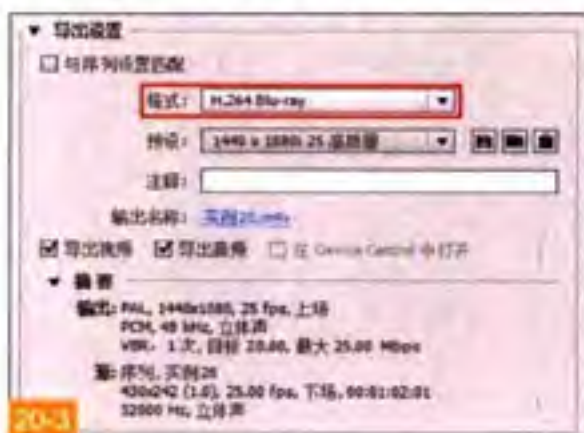 ▼ 导出设置
与序列设置匹配
格式: H.264 Blu-ray
预设: 1440 x 1080i 25 高质量
注释:
输出名称: 实例20.m4v
导出视频 导出音频 在 Device Central 中打开
▼ 摘要
输出: PAL, 1440x1080, 25 fps, 上场
PCM, 48 kHz, 立体声
VBR, 1 次, 目标 20.00, 最大 25.00 Mbps
源: 序列, 实例20
430x242 (1.0), 25.00 fps, 下场, 00:01:02:01
32000 Hz, 立体声
20-3